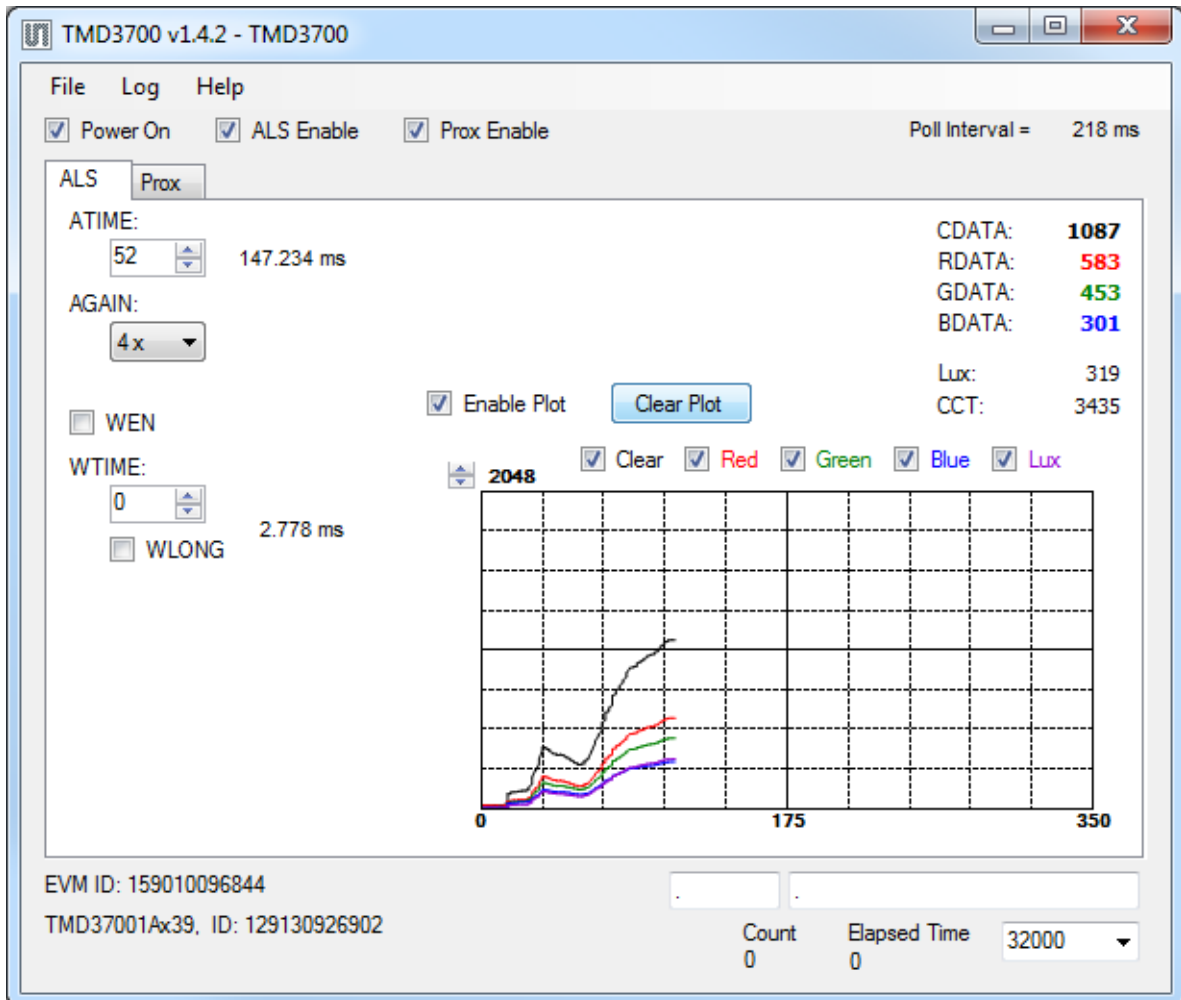 TMD3700 v1.4.2 - TMD3700
File Log Help
Power On ALS Enable Prox Enable Poll Interval = 218 ms
ALS Prox
ATIME:
52 147.234 ms
AGAIN:
4x
WEN
WTIME:
0
2.778 ms
WLONG
CDATA: 1087
RDATA: 583
GDATA: 453
BDATA: 301
Lux: 319
CCT: 3435
Enable Plot Clear Plot
Clear Red Green Blue Lux
2048
0 175 350
EVM ID: 159010096844
TMD37001Ax39, ID: 129130926902
. .
Count Elapsed Time 32000
0 0